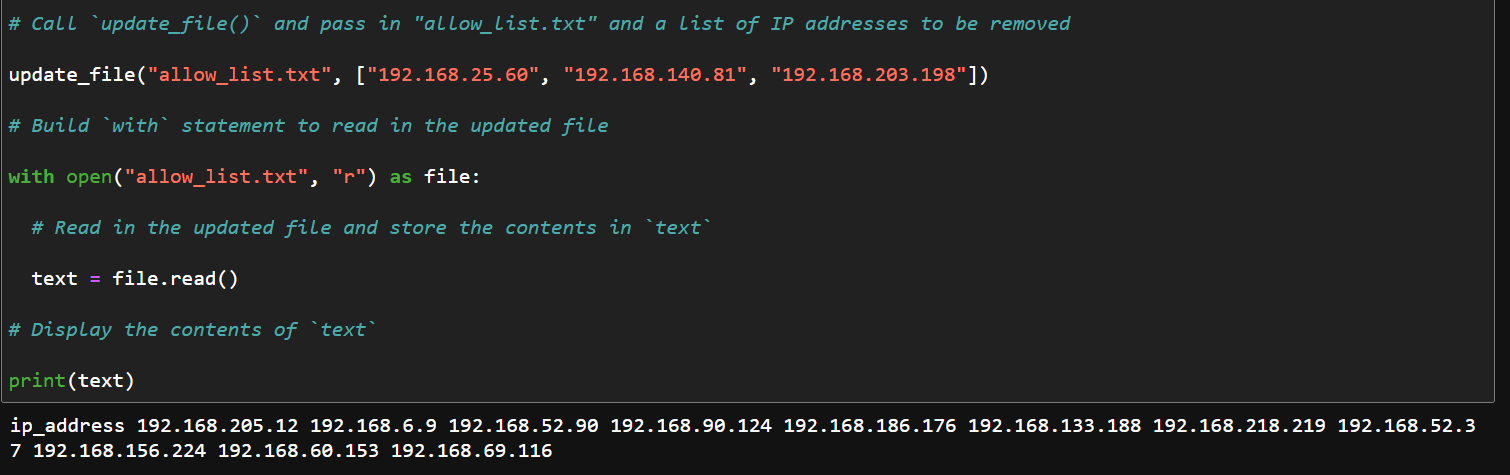 # Call `update_file()` and pass in "allow_list.txt" and a list of IP addresses to be removed
update_file("allow_list.txt", ["192.168.25.60", "192.168.140.81", "192.168.203.198"])
# Build `with` statement to read in the updated file
with open("allow_list.txt", "r") as file:
  # Read in the updated file and store the contents in `text`
  text = file.read()
# Display the contents of `text`
print(text)
ip_address 192.168.205.12 192.168.6.9 192.168.52.90 192.168.90.124 192.168.186.176 192.168.133.188 192.168.218.219 192.168.52.3
7 192.168.156.224 192.168.60.153 192.168.69.116